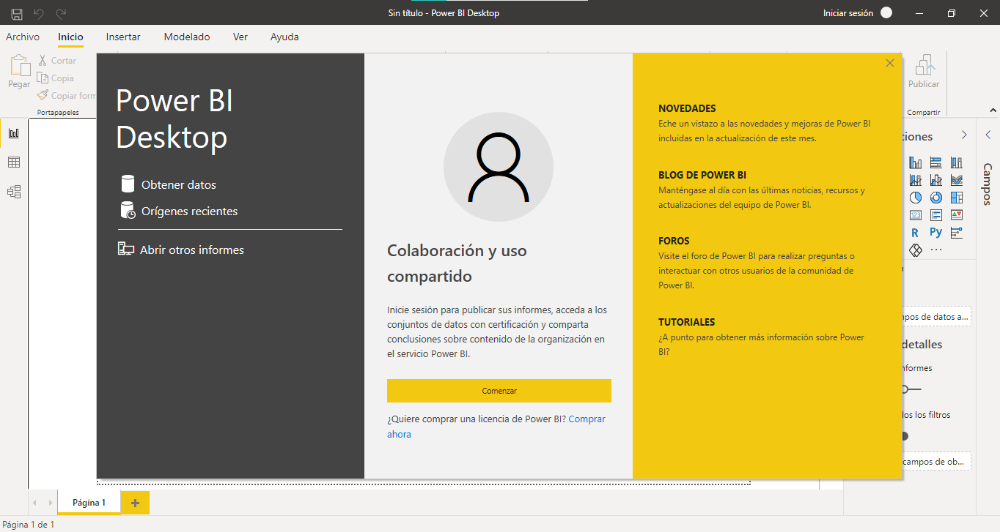 Sin título - Power BI Desktop
Iniciar sesión
Archivo
Inicio
Insertar
Modelado
Ver
Ayuda
Pegar
Cortar
Copia
Copiar form
Portapapeles
Publicar
Compartir
Power BI
Desktop
Obtener datos
Orígenes recientes
Abrir otros informes
Colaboración y uso
compartido
Inicie sesión para publicar sus informes, acceda a los
conjuntos de datos con certificación y comparta
conclusiones sobre contenido de la organización en
el servicio Power BI.
Comenzar
¿Quiere comprar una licencia de Power BI? Comprar
ahora
NOVEDADES
Eche un vistazo a las novedades y mejoras de Power BI
incluidas en la actualización de este mes.
BLOG DE POWER BI
Manténgase al día con las últimas noticias, recursos y
actualizaciones del equipo de Power BI.
FOROS
Visite el foro de Power BI para realizar preguntas o
interactuar con otros usuarios de la comunidad de
Power BI.
TUTORIALES
¿A punto para obtener más información sobre Power
BI?
ciones
Campos
123
R
Py
...
mpos de datos a...
detalles
nformes
dos los filtros
campos de ob...
Página 1
+
Página 1 de 1